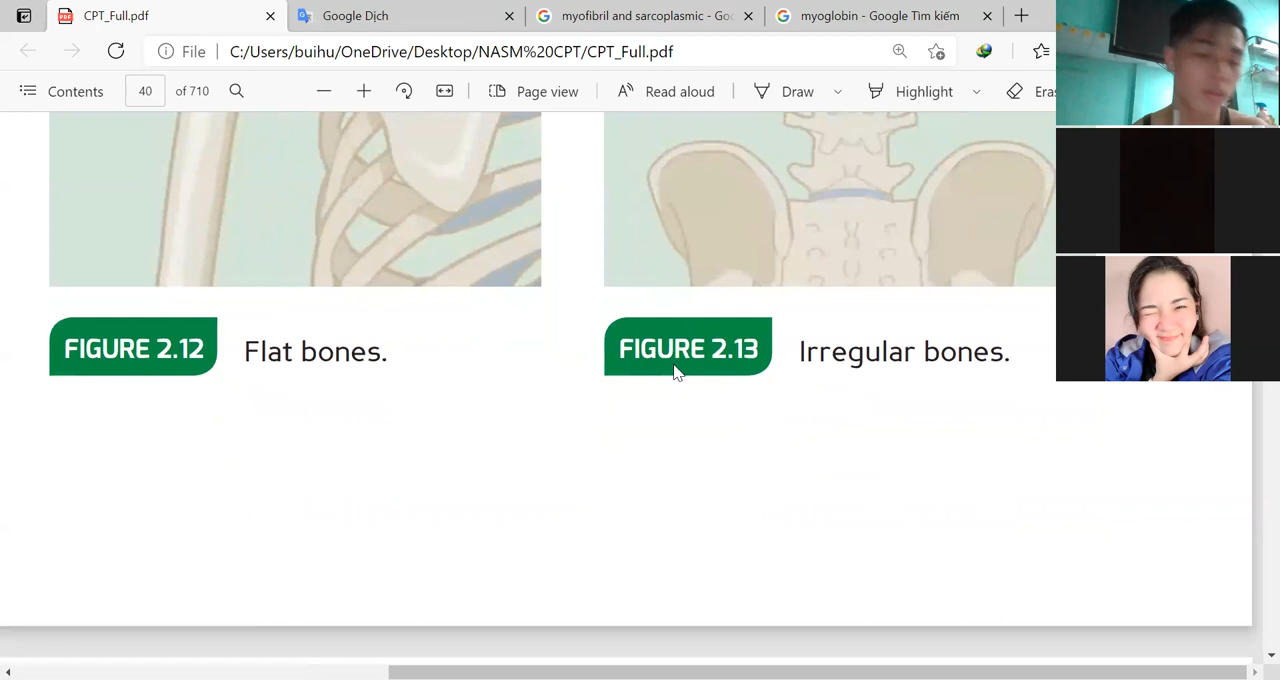 CPT_Full.pdf
Google Dịch
myofibril and sarcoplasmic - Goo
myoglobin - Google Tìm kiếm
File
C:/Users/buihu/OneDrive/Desktop/NASM%20CPT/CPT_Full.pdf
Contents
40 of 710
Page view
Read aloud
Draw
Highlight
Eras
FIGURE 2.12 Flat bones.
FIGURE 2.13 Irregular bones.